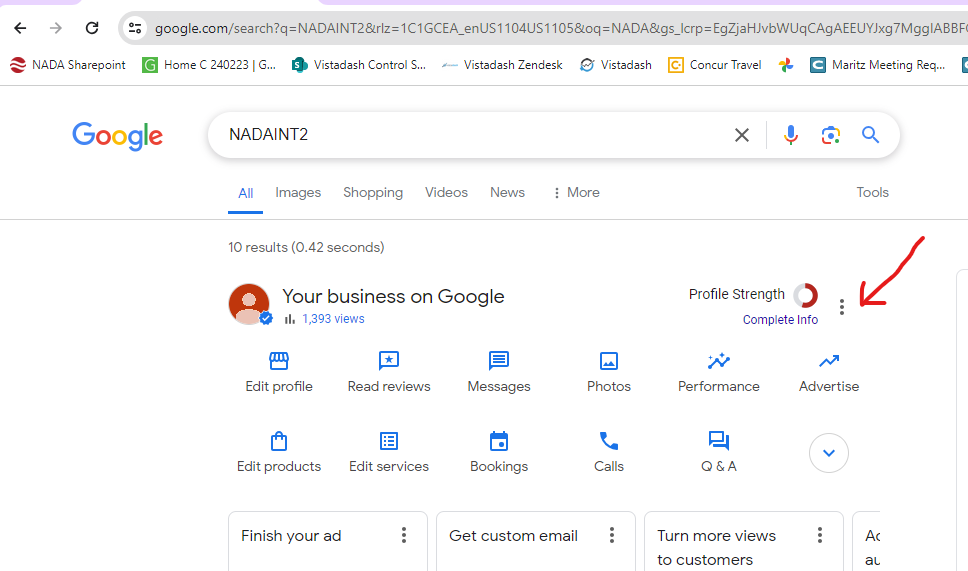 google.com/search?q=NADAINT2&rlz=1C1GCEA_enUS1104US1105&oq=NADA&gs_lcrp=EgZjaHJvbWUqCAgAEEUYJxg7MggIABBF
NADA Sharepoint Home C 240223 | G... Vistadash Control S... Vistadash Zendesk Vistadash Concur Travel Maritz Meeting Req...
Google
NADAINT2
All Images Shopping Videos News More Tools
10 results (0.42 seconds)
Your business on Google
1,393 views
Profile Strength
Complete Info
Edit profile Read reviews Messages Photos Performance Advertise
Edit products Edit services Bookings Calls Q & A
Finish your ad Get custom email Turn more views
to customers